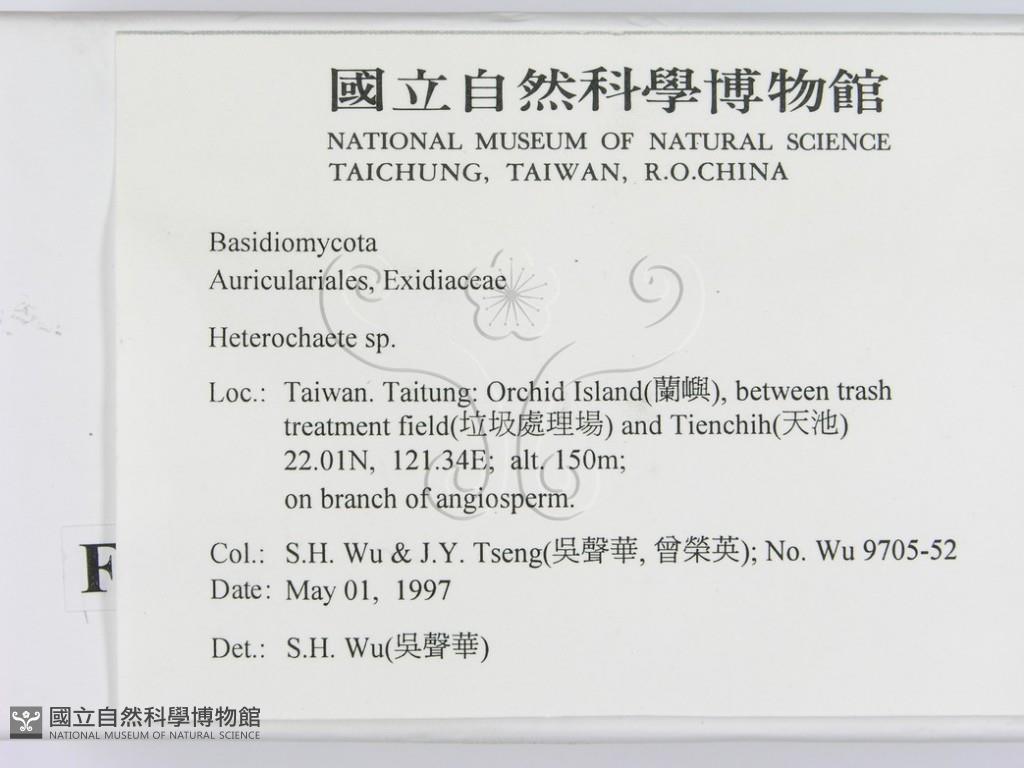 國立自然科學博物館
NATIONAL MUSEUM OF NATURAL SCIENCE
TAICHUNG, TAIWAN, R.O.CHINA
Basidiomycota
Auriculariales, Exidiaceae
Heterochaete sp.
Loc.: Taiwan. Taitung: Orchid Island(蘭嶼), between trash
treatment field(垃圾處理場) and Tienchih(天池)
22.01N, 121.34E; alt. 150m;
on branch of angiosperm.
Col.: S.H. Wu & J.Y. Tseng(吳聲華, 曾榮英); No. Wu 9705-52
Date: May 01, 1997
Det.: S.H. Wu(吳聲華)
F
國立自然科學博物館
NATIONAL MUSEUM OF NATURAL SCIENCE